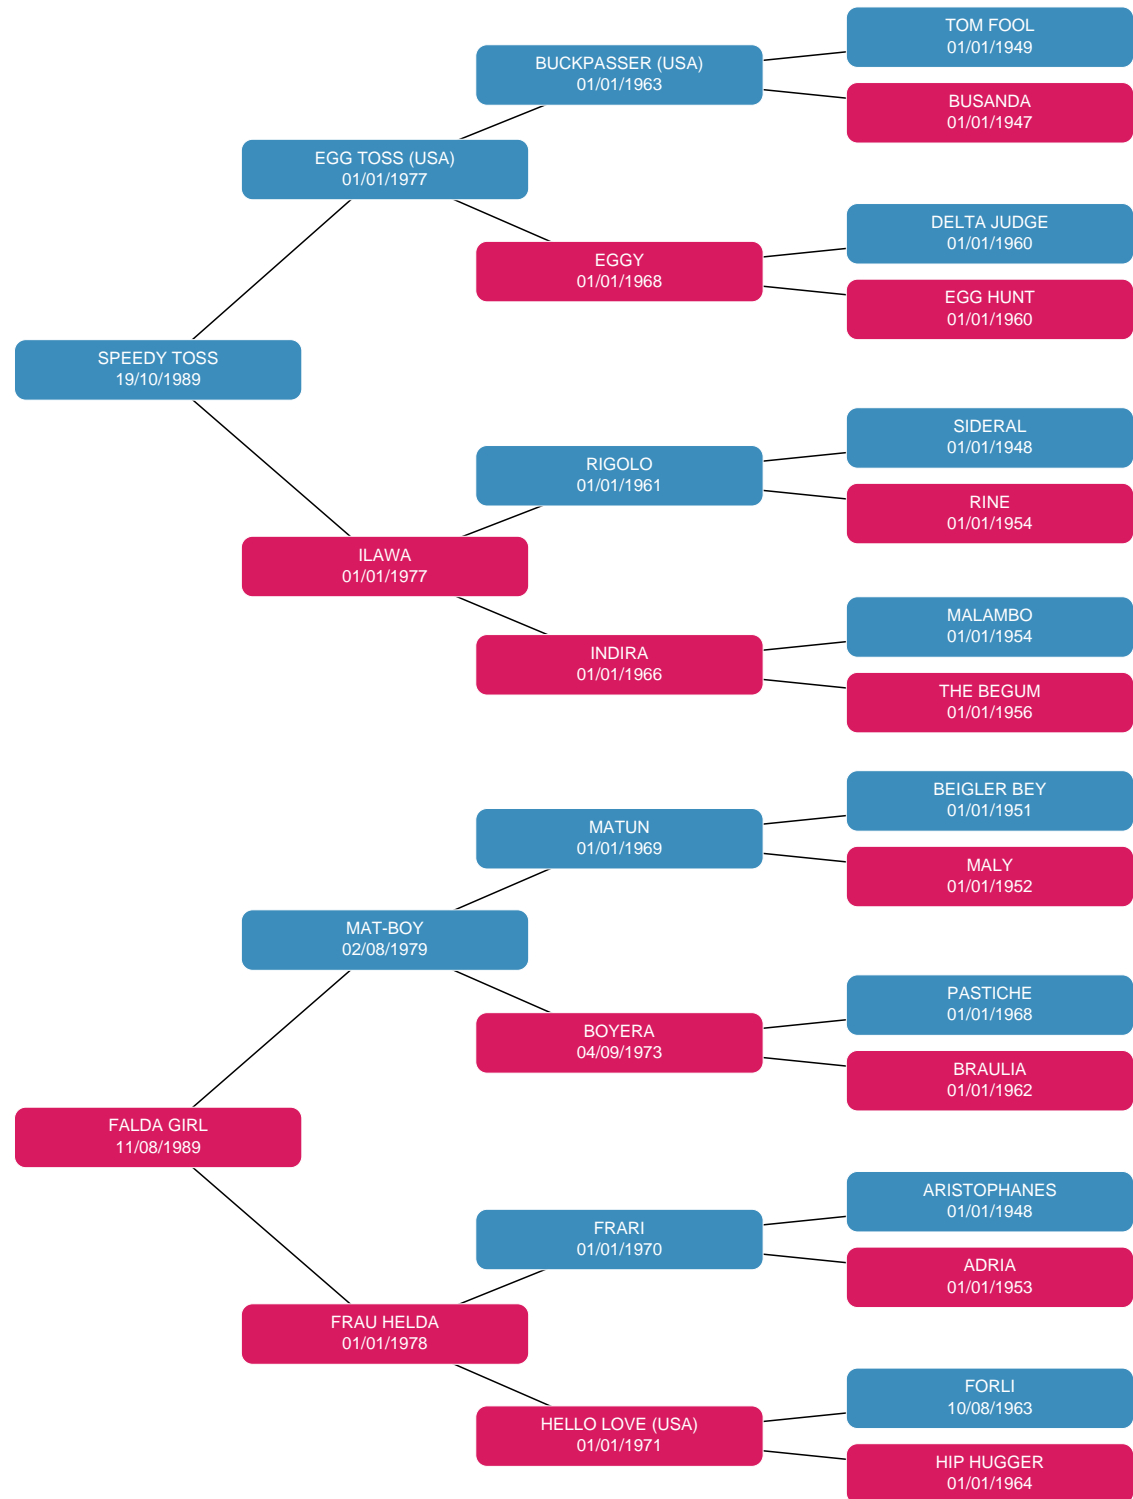 TOM FOOL
01/01/1949
BUCKPASSER (USA)
01/01/1963
BUSANDA
01/01/1947
EGG TOSS (USA)
01/01/1977
DELTA JUDGE
01/01/1960
EGGY
01/01/1968
EGG HUNT
01/01/1960
SPEEDY TOSS
19/10/1989
SIDERAL
01/01/1948
RIGOLO
01/01/1961
RINE
01/01/1954
ILAWA
01/01/1977
MALAMBO
01/01/1954
INDIRA
01/01/1966
THE BEGUM
01/01/1956
BEIGLER BEY
01/01/1951
MATUN
01/01/1969
MALY
01/01/1952
MAT-BOY
02/08/1979
PASTICHE
01/01/1968
BOYERA
04/09/1973
BRAULIA
01/01/1962
FALDA GIRL
11/08/1989
ARISTOPHANES
01/01/1948
FRARI
01/01/1970
ADRIA
01/01/1953
FRAU HELDA
01/01/1978
FORLI
10/08/1963
HELLO LOVE (USA)
01/01/1971
HIP HUGGER
01/01/1964